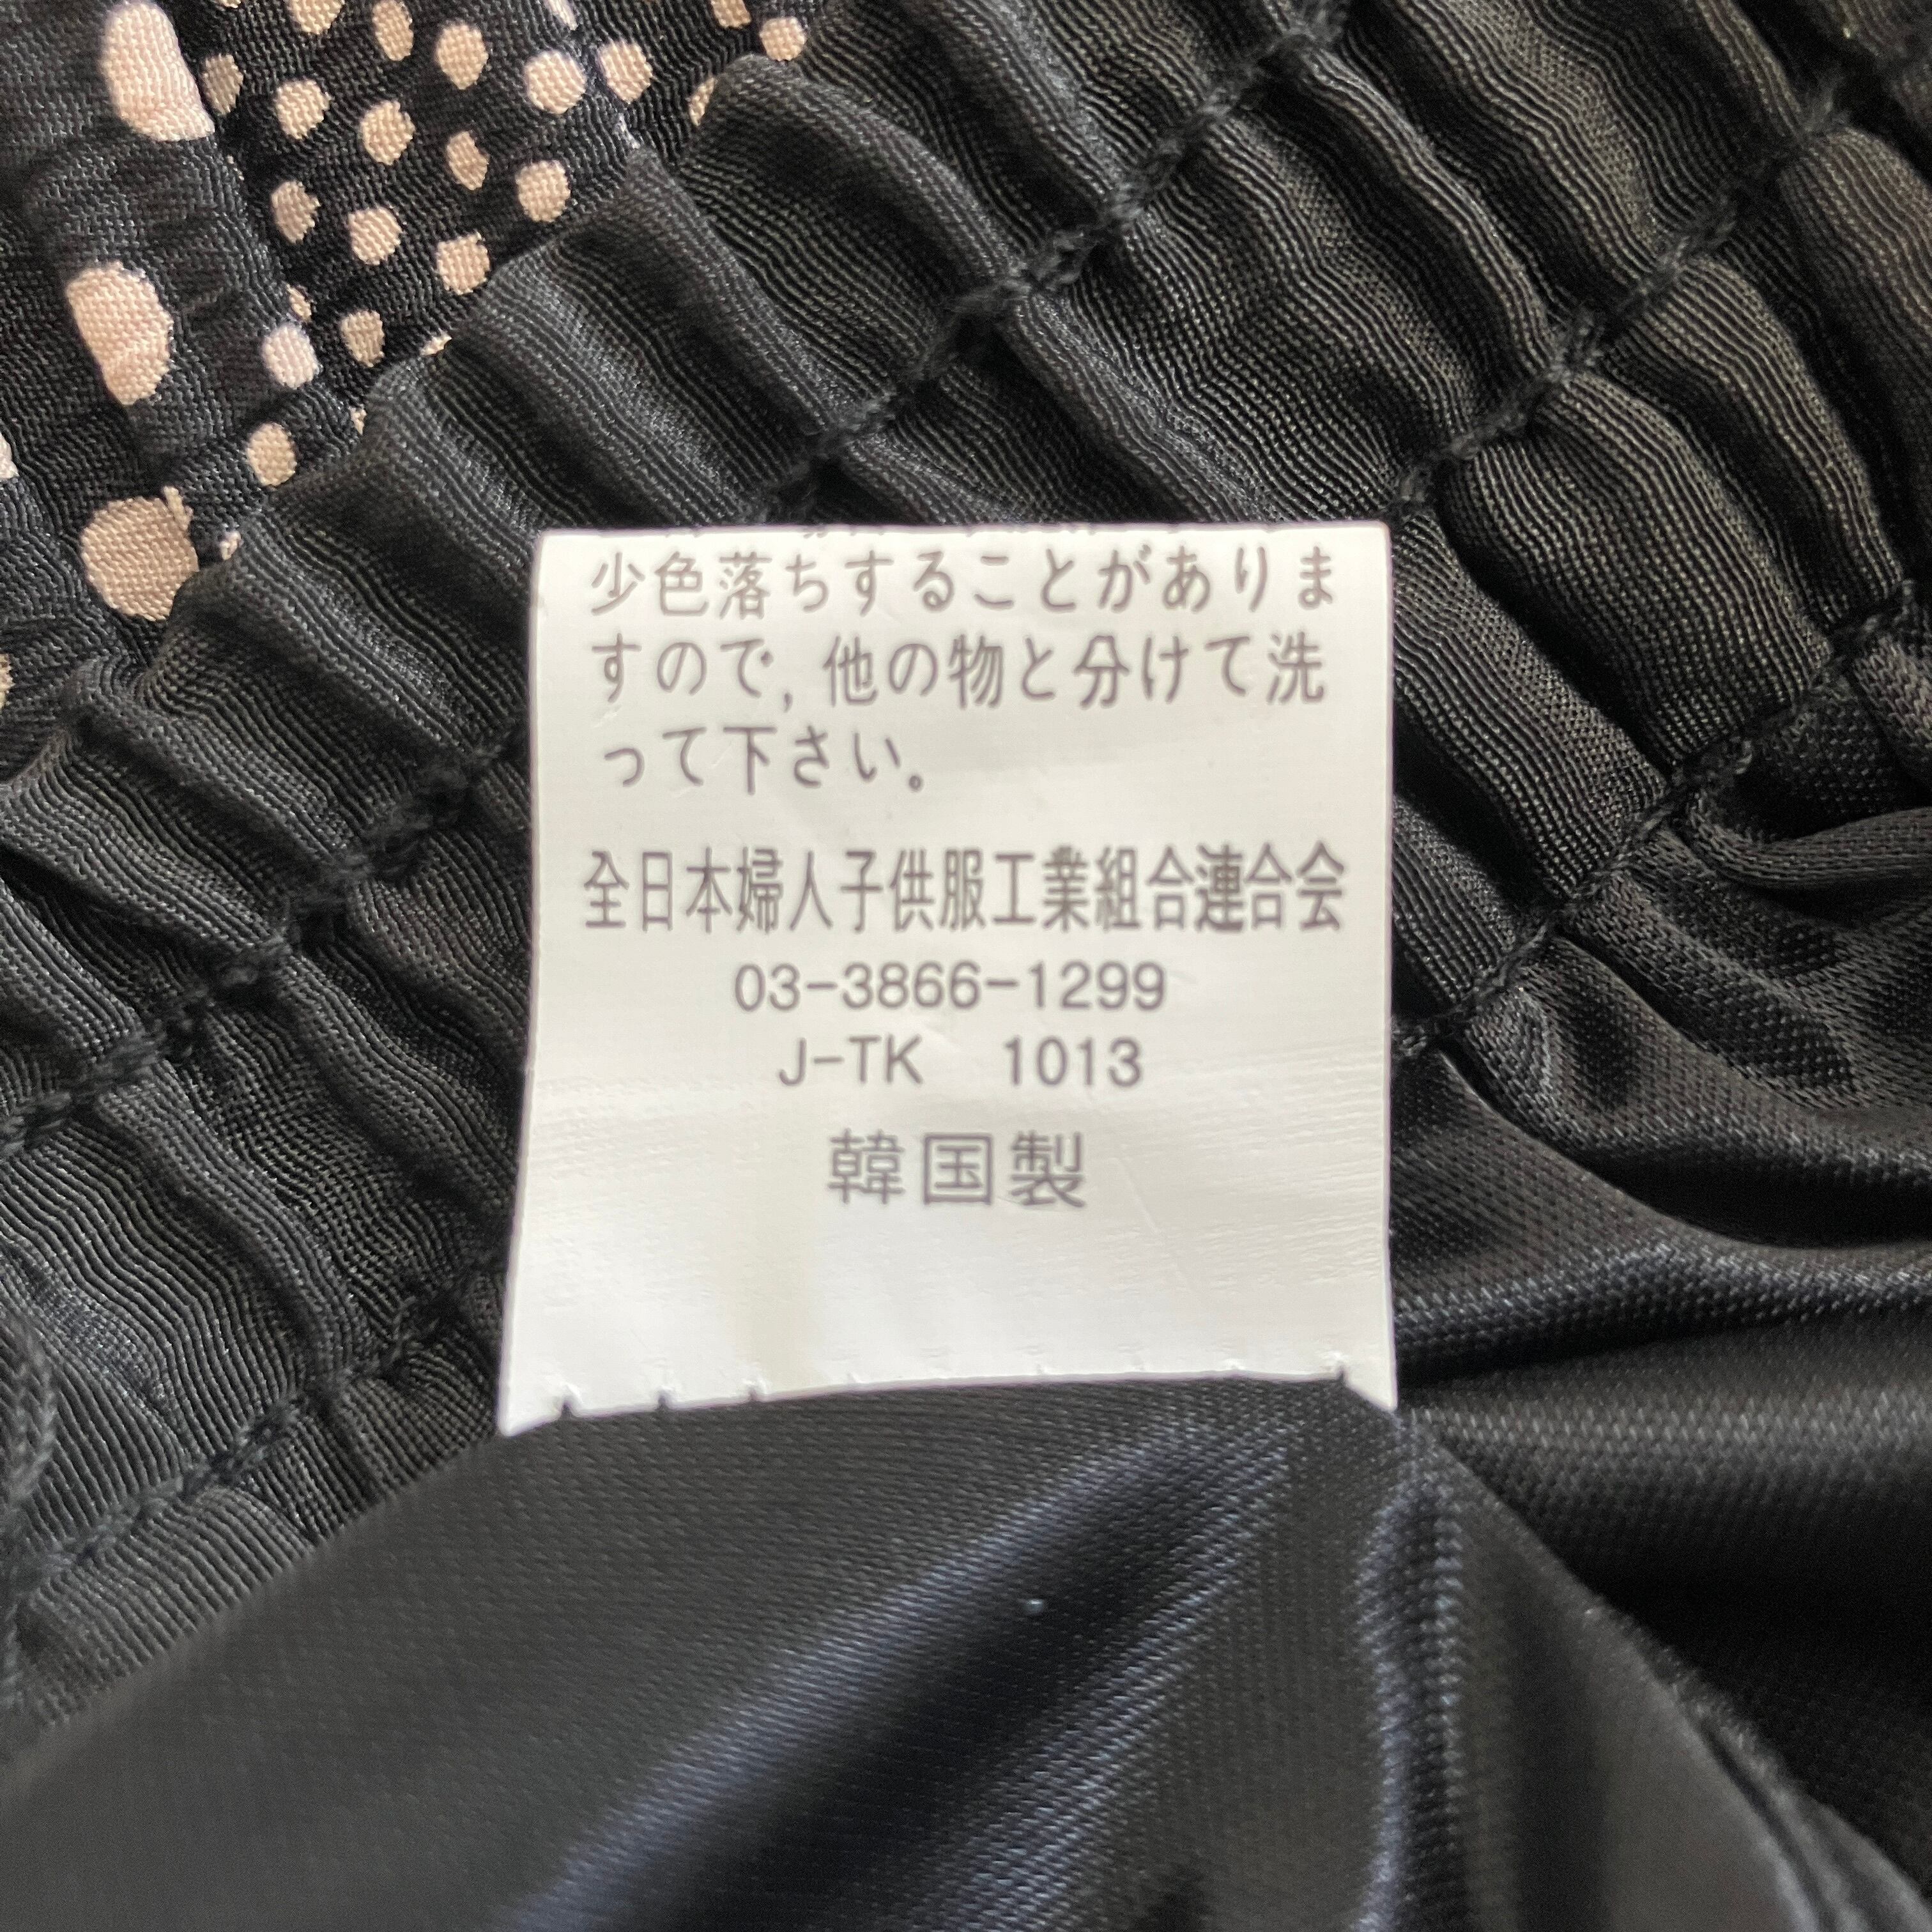 少色落ちすることがありま
すので, 他の物と分けて洗
って下さい。
全日本婦人子供服工業組合連合会
03-3866-1299
J-TK 1013
韓国製